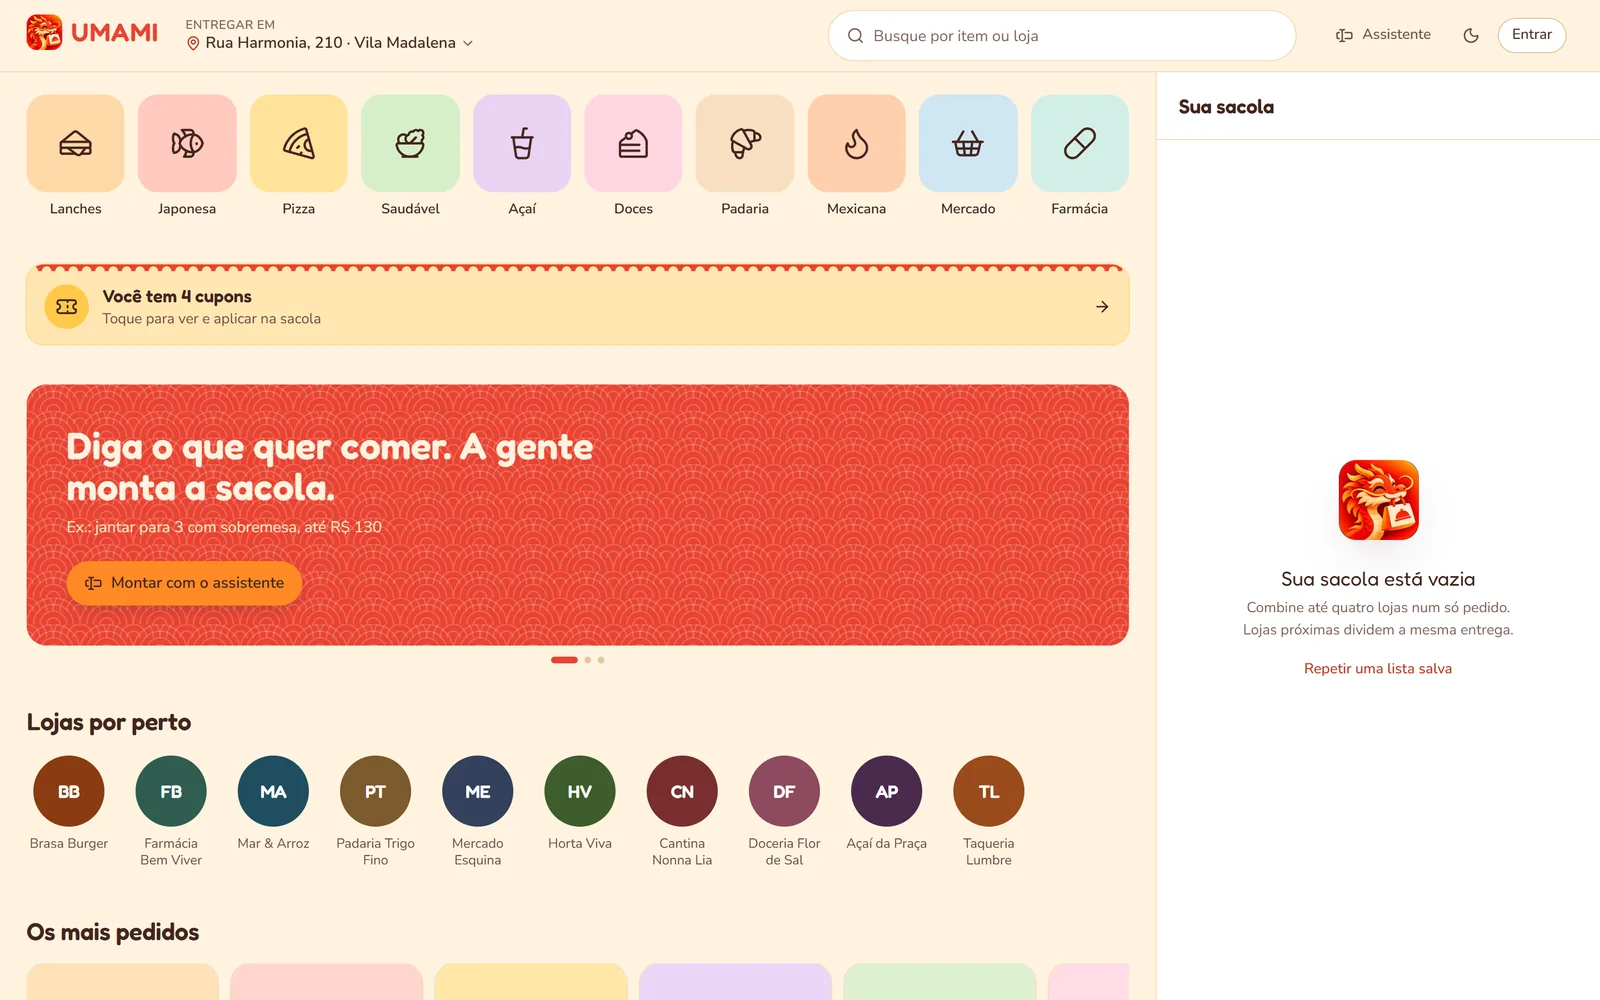 UMAMI
ENTREGAR EM
Rua Harmonia, 210 · Vila Madalena
Busque por item ou loja
Assistente
Entrar
Lanches
Japonesa
Pizza
Saudável
Açaí
Doces
Padaria
Mexicana
Mercado
Farmácia
Você tem 4 cupons
Toque para ver e aplicar na sacola
Diga o que quer comer. A gente
monta a sacola.
Ex.: jantar para 3 com sobremesa, até R$ 130
Montar com o assistente
Lojas por perto
BB
FB
MA
PT
ME
HV
CN
DF
AP
TL
Brasa Burger
Farmácia
Bem Viver
Mar & Arroz
Padaria Trigo
Fino
Mercado
Esquina
Horta Viva
Cantina
Nonna Lia
Doceria Flor
de Sal
Açaí da Praça
Taqueria
Lumbre
Os mais pedidos
Sua sacola
Sua sacola está vazia
Combine até quatro lojas num só pedido.
Lojas próximas dividem a mesma entrega.
Repetir uma lista salva